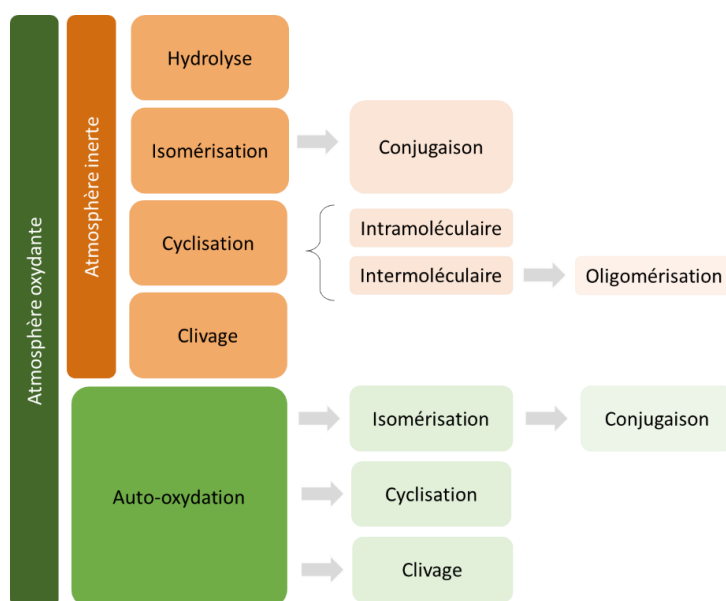 Atmosphère oxydante
Atmosphère inerte
Hydrolyse
Isomérisation
Conjugaison
Cyclisation
Intramoléculaire
Intermoléculaire
Oligomérisation
Clivage
Auto-oxydation
Isomérisation
Conjugaison
Cyclisation
Clivage